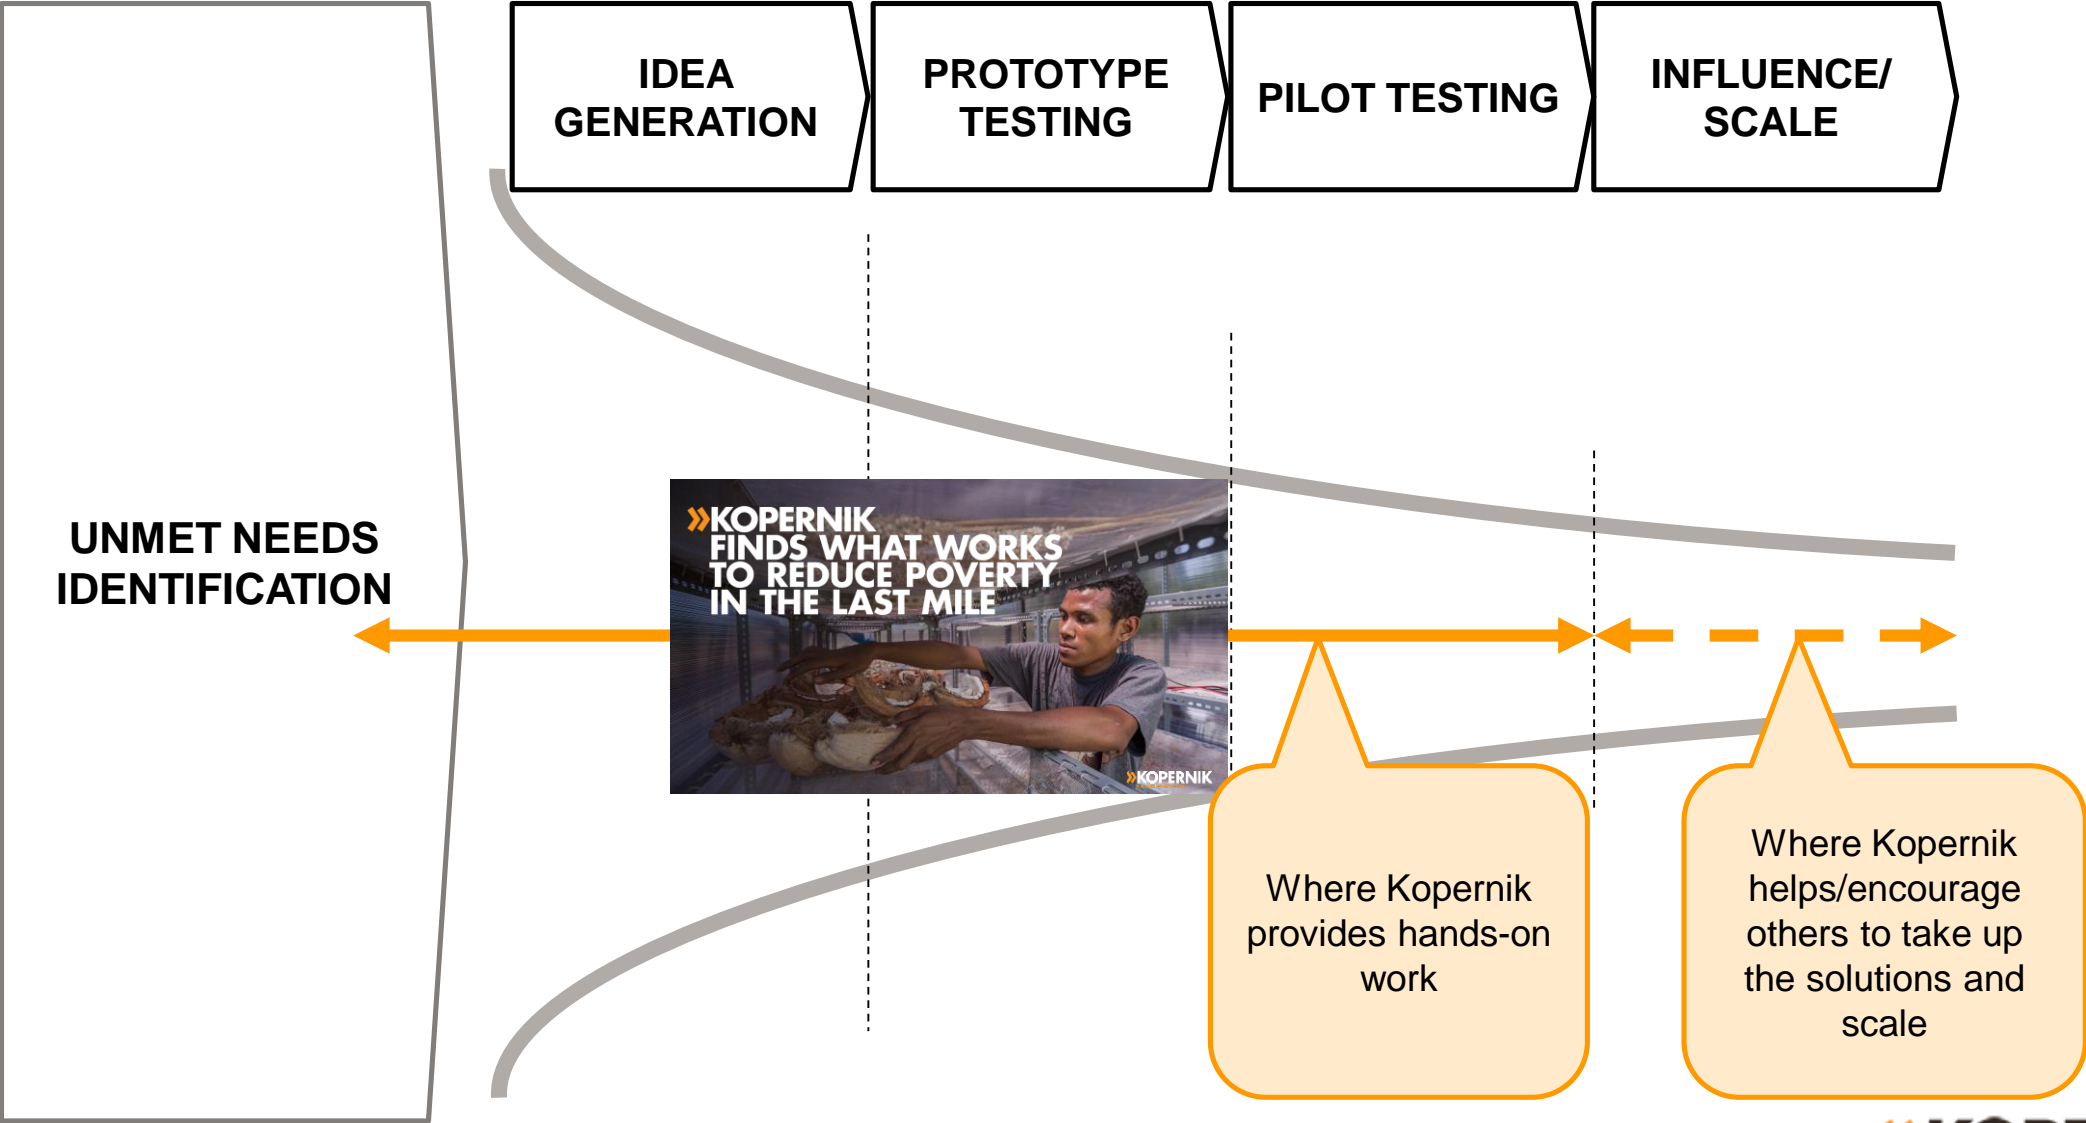 IDEA
GENERATION
PROTOTYPE
TESTING
PILOT TESTING
INFLUENCE/
SCALE
UNMET NEEDS
IDENTIFICATION
»KOPERNIK
FINDS WHAT WORKS
TO REDUCE POVERTY
IN THE LAST MILE
»KOPERNIK
Where Kopernik
provides hands-on
work
Where Kopernik
helps/encourage
others to take up
the solutions and
scale